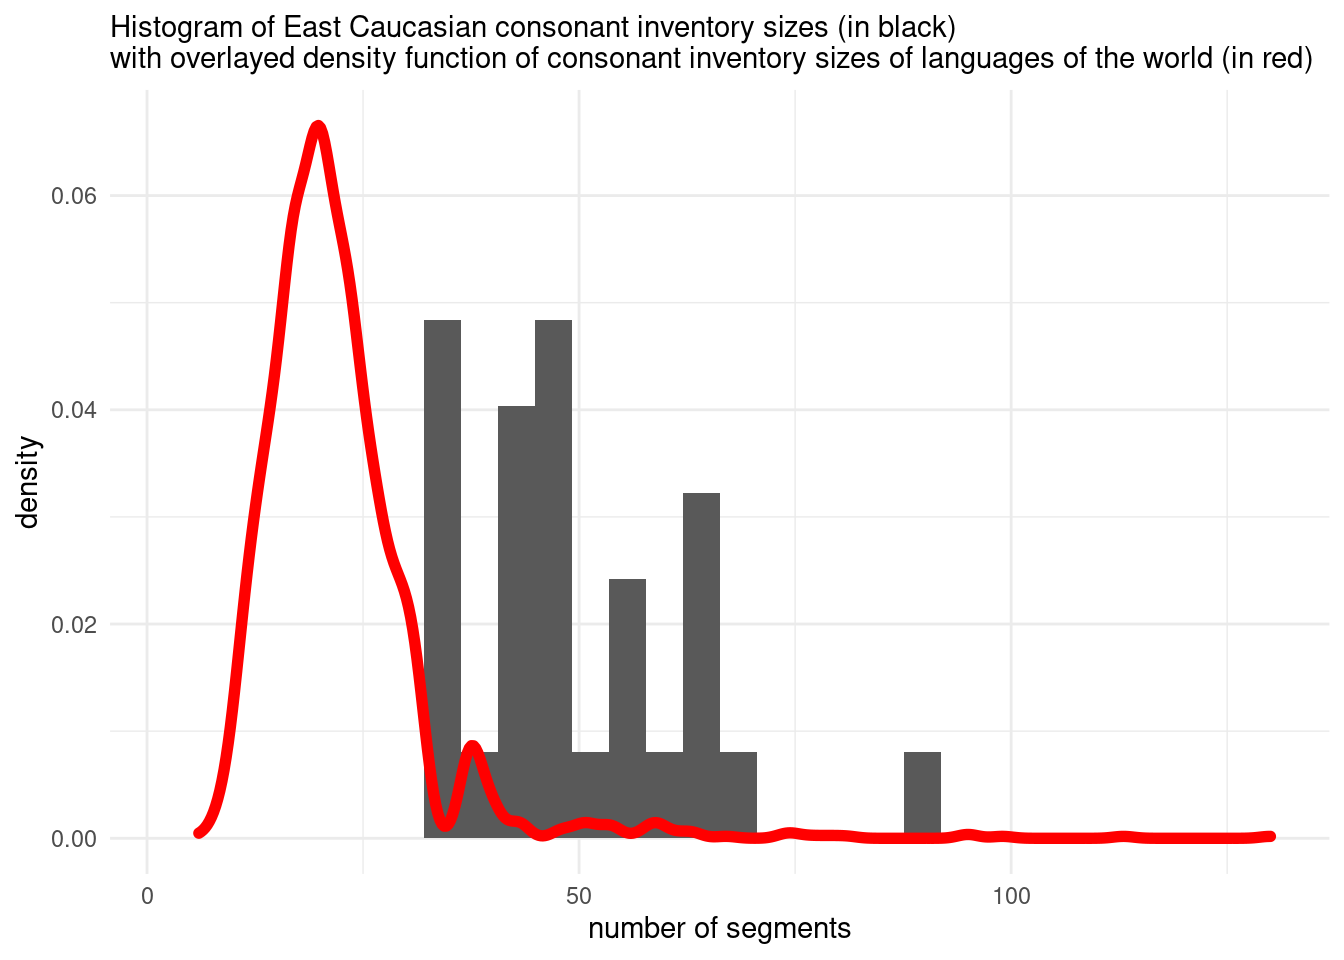 Histogram of East Caucasian consonant inventory sizes (in black)
with overlayed density function of consonant inventory sizes of languages of the world (in red)
0.06
0.04
0.02
0.00
density
0
50
100
number of segments